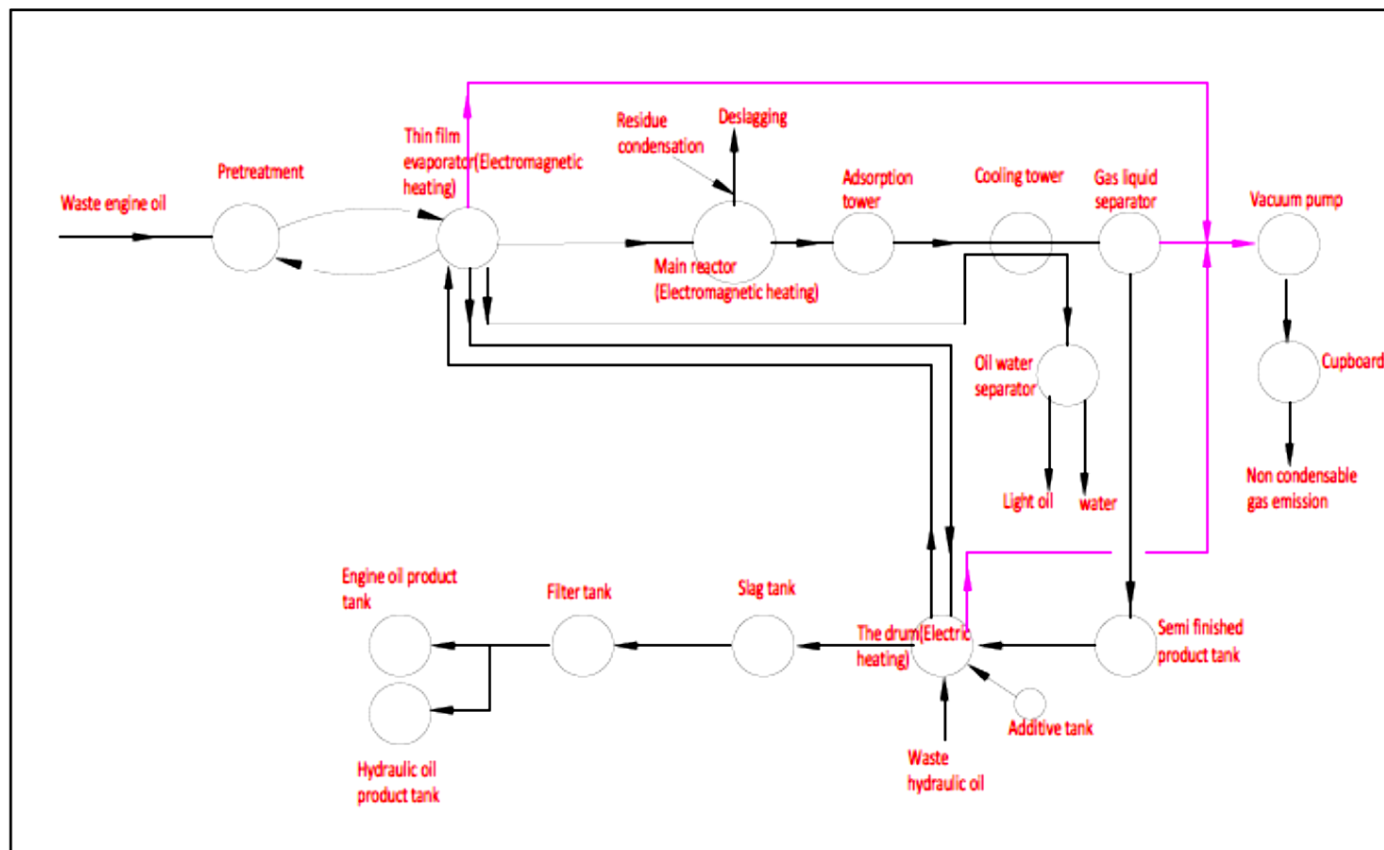 Waste engine oil
Pretreatment
Thin film
evaporator(Electromagnetic
heating)
Residue
condensation
Deslagging
Main reactor
(Electromagnetic heating)
Adsorption
tower
Cooling tower
Gas liquid
separator
Vacuum pump
Oil water
separator
Cupboard
Light oil
water
Non condensable
gas emission
Engine oil product
tank
Filter tank
Slag tank
The drum(Electric
heating)
Semi finished
product tank
Additive tank
Waste
hydraulic oil
Hydraulic oil
product tank